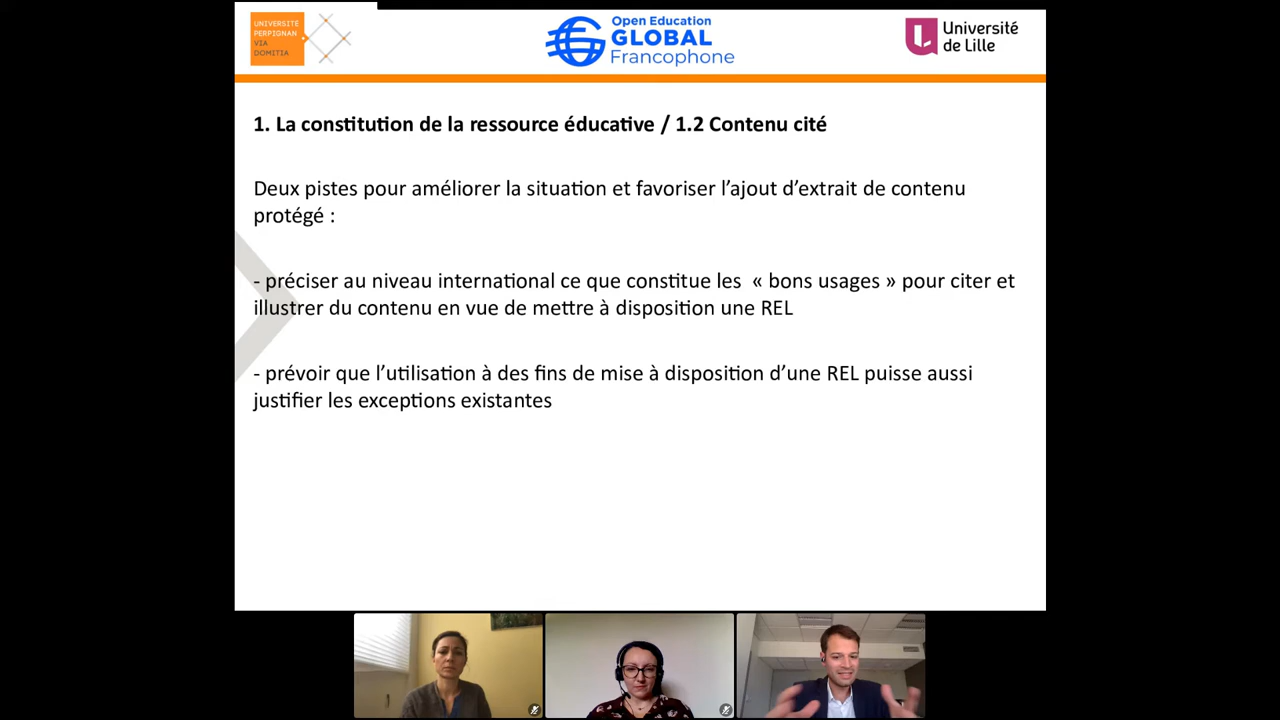 UNIVERSITÉ
PERPIGNAN
VIA
DOMITIA
Open Education
GLOBAL
Francophone
Université
de Lille
1. La constitution de la ressource éducative / 1.2 Contenu cité
Deux pistes pour améliorer la situation et favoriser l’ajout d’extrait de contenu
protégé :
- préciser au niveau international ce que constitue les « bons usages » pour citer et
illustrer du contenu en vue de mettre à disposition une REL
- prévoir que l’utilisation à des fins de mise à disposition d’une REL puisse aussi
justifier les exceptions existantes